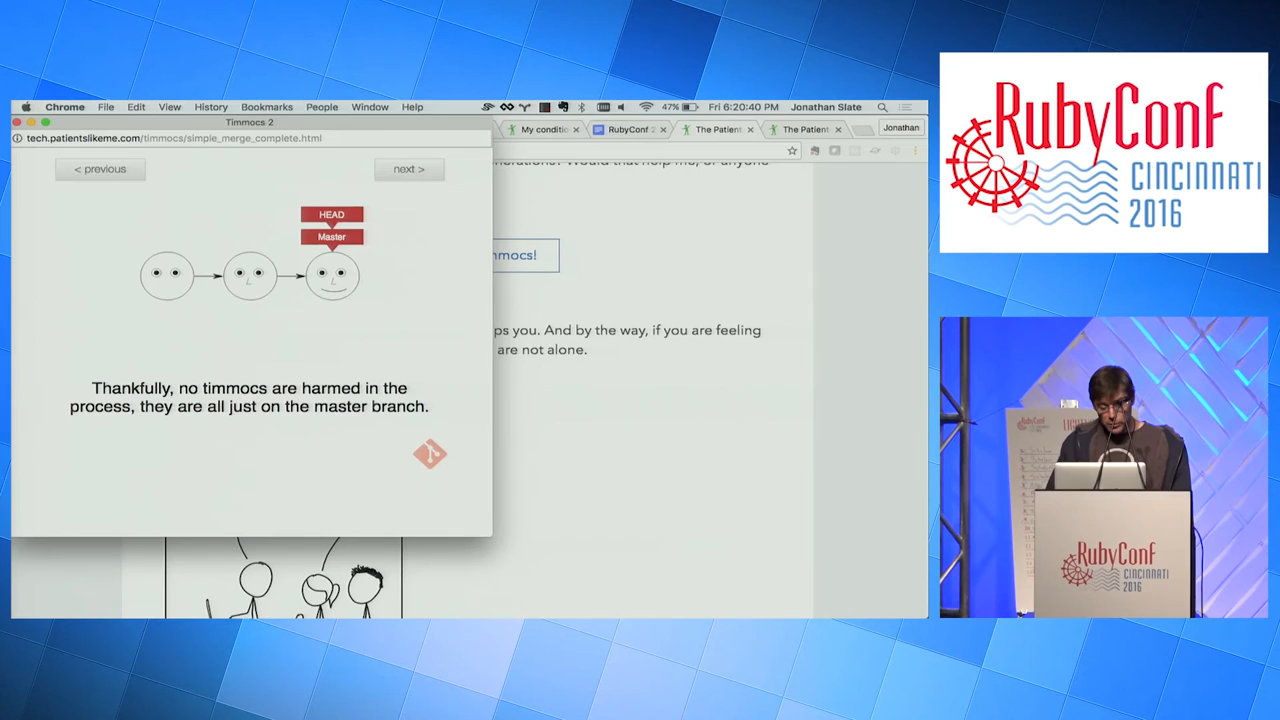 Chrome File Edit View History Bookmarks People Window Help 47% Fri 6:20:40 PM Jonathan Slate
Timmocs 2
tech.patientslikeme.com/timmocs/simple_merge_complete.html
My conditio
RubyConf 2
The Patient
The Patient
Jonathan
< previous
next >
HEAD
Master
mmocs!
ps you. And by the way, if you are feeling
are not alone.
Thankfully, no timmocs are harmed in the
process, they are all just on the master branch.
RubyConf
CINCINNATI
2016
RubyConf
RubyConf
CINCINNATI
2016